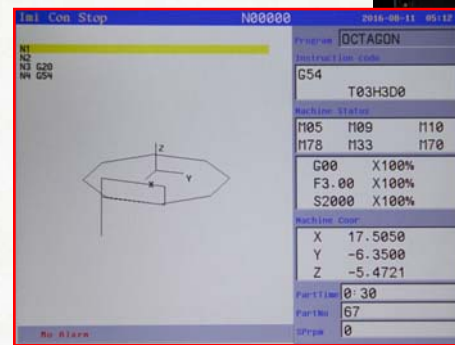 Imi Con Stop N00000 2016-08-11 05:12
N1
N2
N3 G20
N4 G54
Z
X Y
No Alarm
Program OCTAGON
Instruction code
G54
T03H3D0
Machine Status
M05 M09 M10
M78 M33 M70
G00 X100%
F3.00 X100%
S2000 X100%
Machine Coor
X 17.5050
Y -6.3500
Z -5.4721
PartTime 0:30
PartNo 67
SPrpm 0